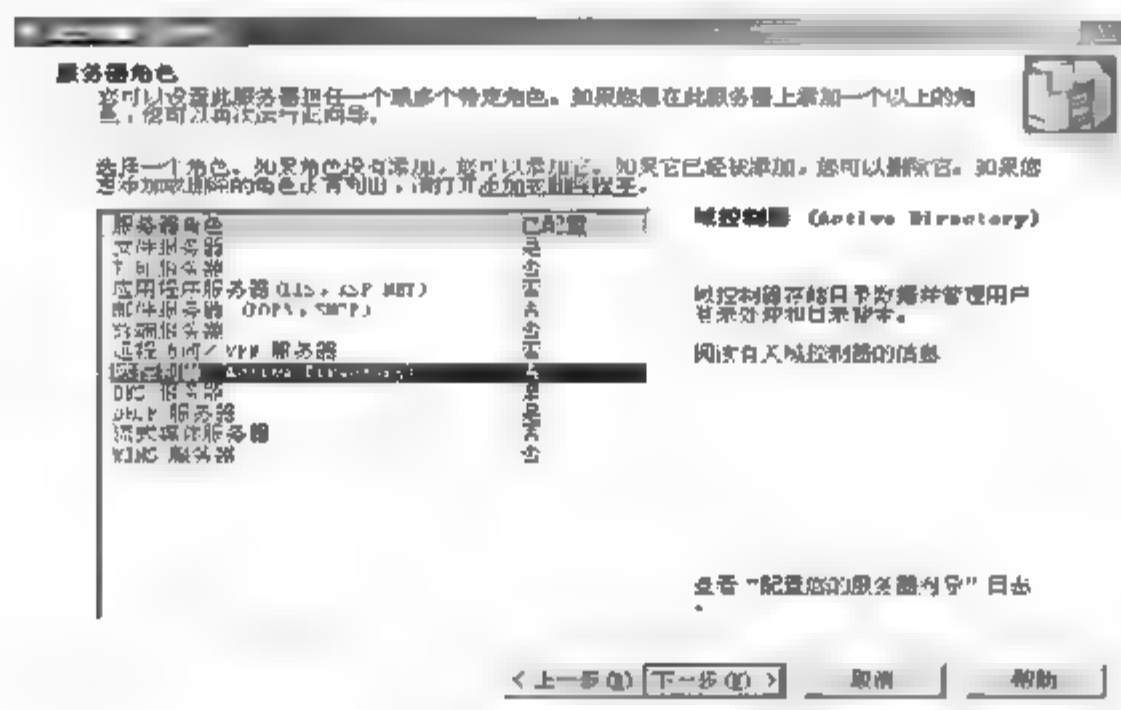 服务器角色
您可以设置此服务器担任一个或多个特定角色。如果您想在此服务器上添加一个以上的角
色，您可以再次运行此向导。
选择一个角色。如果角色没有添加，您可以添加它。如果它已经被添加，您可以删除它。如果您
想添加或删除的角色没有列出，请打开添加或删除程序。
服务器角色 已配置
文件服务器 否
打印服务器 否
应用程序服务器 (IIS, ASP.NET) 否
邮件服务器 (POP3, SMTP) 否
终端服务器 否
远程访问/VPN 服务器 否
域控制器 (Active Directory)
DNS 服务器
DHCP 服务器
流式媒体服务器 否
WINS 服务器 否
域控制器 (Active Directory)
域控制器存储目录数据并管理用户
登录处理和目录搜索。
阅读有关域控制器的信息
查看“配置您的服务器向导”日志
。
< 上一步(B)
下一步(N) >
取消
帮助